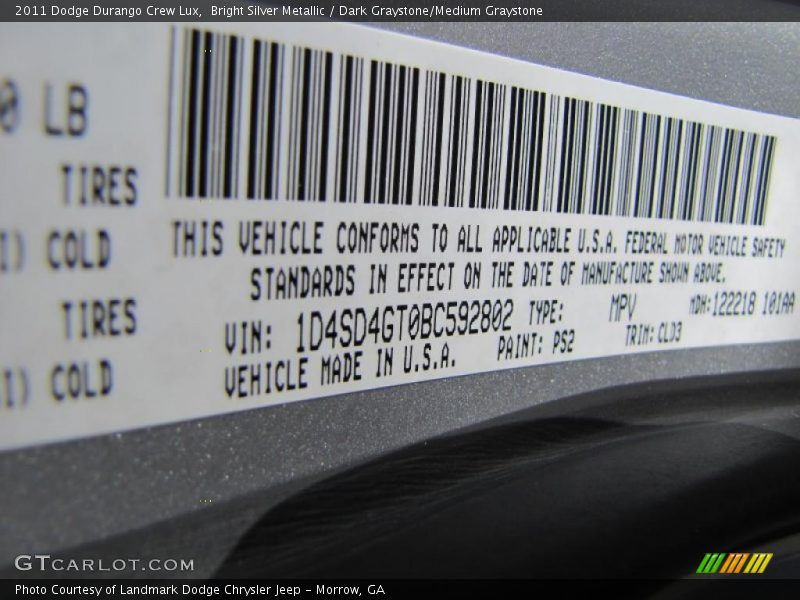 2011 Dodge Durango Crew Lux, Bright Silver Metallic / Dark Graystone/Medium Graystone
0 LB
TIRES
I) COLD
TIRES
I) COLD
THIS VEHICLE CONFORMS TO ALL APPLICABLE U.S.A. FEDERAL MOTOR VEHICLE SAFETY
STANDARDS IN EFFECT ON THE DATE OF MANUFACTURE SHOWN ABOVE.
VIN: 1D4SD4GT0BC592802 TYPE: MPV MDH:122218 101AA
VEHICLE MADE IN U.S.A. PAINT: PS2 TRIM: CLD3
GTCARLOT.COM
Photo Courtesy of Landmark Dodge Chrysler Jeep - Morrow, GA